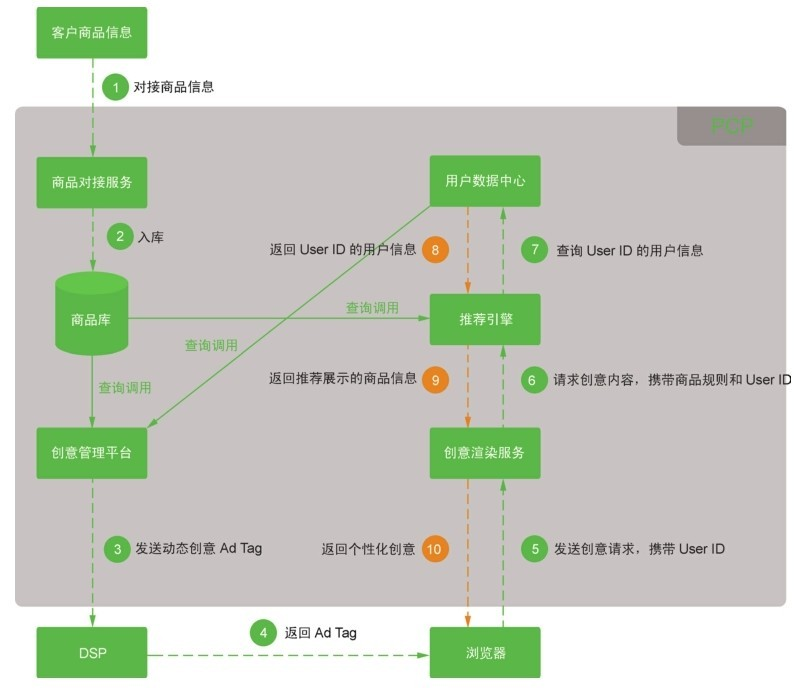 客户商品信息
1 对接商品信息
PCP
商品对接服务
用户数据中心
2 入库
返回 User ID 的用户信息 8
7 查询 User ID 的用户信息
商品库
查询调用
推荐引擎
查询调用
查询调用
返回推荐展示的商品信息 9
6 请求创意内容，携带商品规则和 User ID
创意管理平台
创意渲染服务
3 发送动态创意 Ad Tag
返回个性化创意 10
5 发送创意请求，携带 User ID
DSP
4 返回 Ad Tag
浏览器